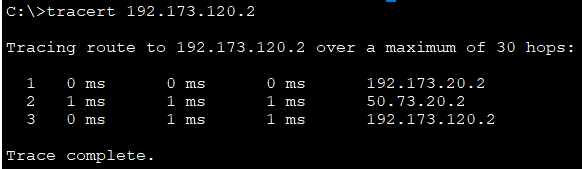 C:\>tracert 192.173.120.2
Tracing route to 192.173.120.2 over a maximum of 30 hops:
1 0 ms 0 ms 0 ms 192.173.20.2
2 1 ms 1 ms 1 ms 50.73.20.2
3 0 ms 1 ms 1 ms 192.173.120.2
Trace complete.